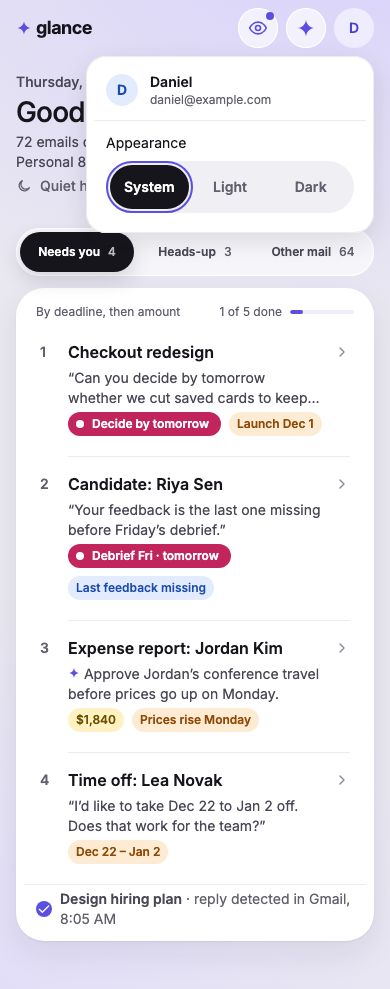 glance
D
D
Daniel
daniel@example.com
Thursday,
Good
72 emails
Personal 8
Quiet
Appearance
System
Light
Dark
Needs you 4
Heads-up 3
Other mail 64
By deadline, then amount
1 of 5 done
1
Checkout redesign
“Can you decide by tomorrow
whether we cut saved cards to keep…
Decide by tomorrow
Launch Dec 1
2
Candidate: Riya Sen
“Your feedback is the last one missing
before Friday’s debrief.”
Debrief Fri · tomorrow
Last feedback missing
3
Expense report: Jordan Kim
Approve Jordan’s conference travel
before prices go up on Monday.
$1,840
Prices rise Monday
4
Time off: Lea Novak
“I’d like to take Dec 22 to Jan 2 off.
Does that work for the team?”
Dec 22 – Jan 2
Design hiring plan · reply detected in Gmail,
8:05 AM